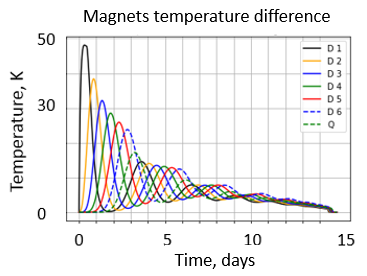 Magnets temperature difference
50
30
0
Temperature, K
D 1
D 2
D 3
D 4
D 5
D 6
Q
0
5
10
15
Time, days